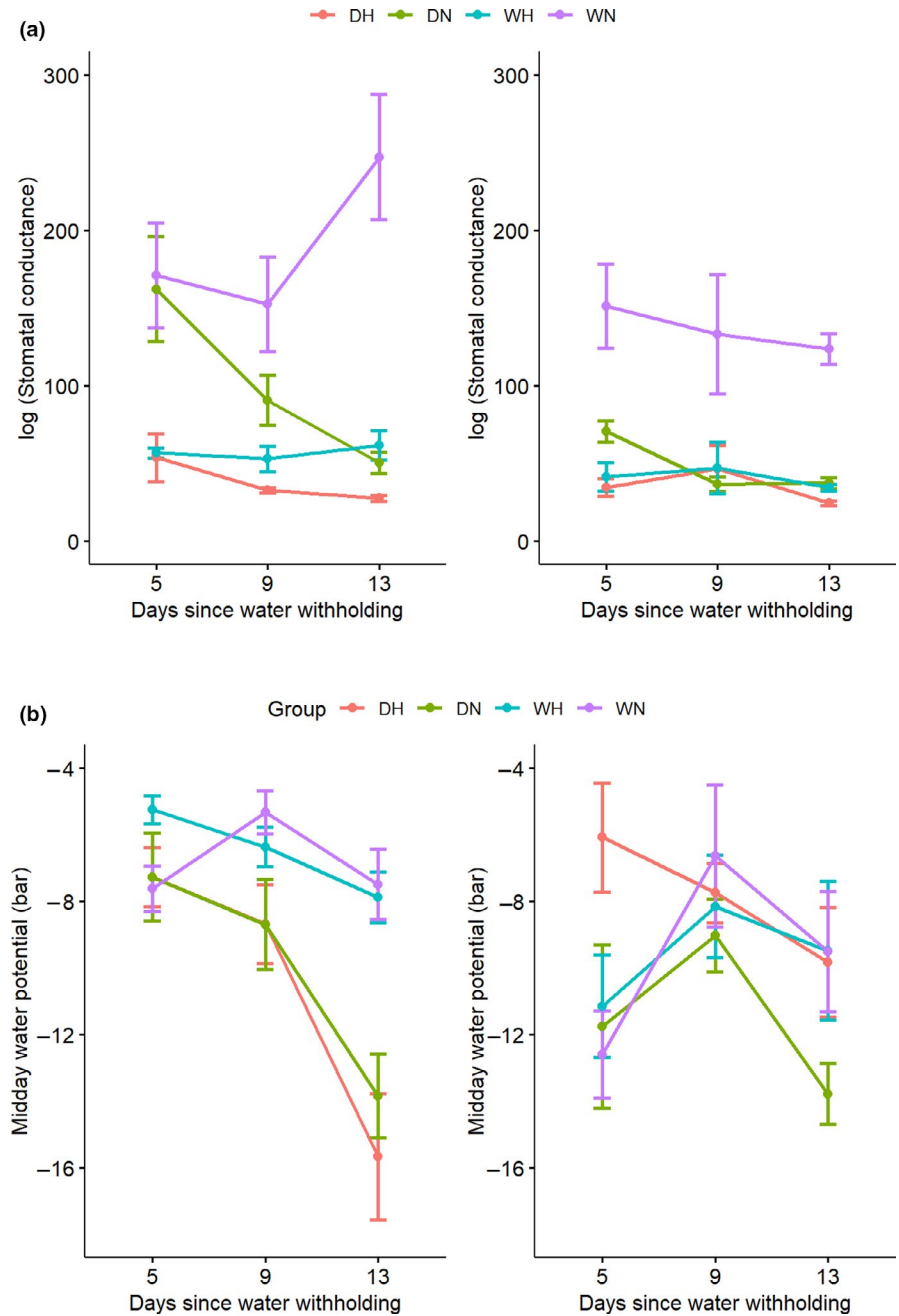 (a)
DH DN WH WN
300
200
100
0
log (Stomatal conductance)
5 9 13
Days since water withholding
300
200
100
0
log (Stomatal conductance)
5 9 13
Days since water withholding
(b)
Group DH DN WH WN
–4
–8
–12
–16
Midday water potential (bar)
5 9 13
Days since water withholding
–4
–8
–12
–16
Midday water potential (bar)
5 9 13
Days since water withholding